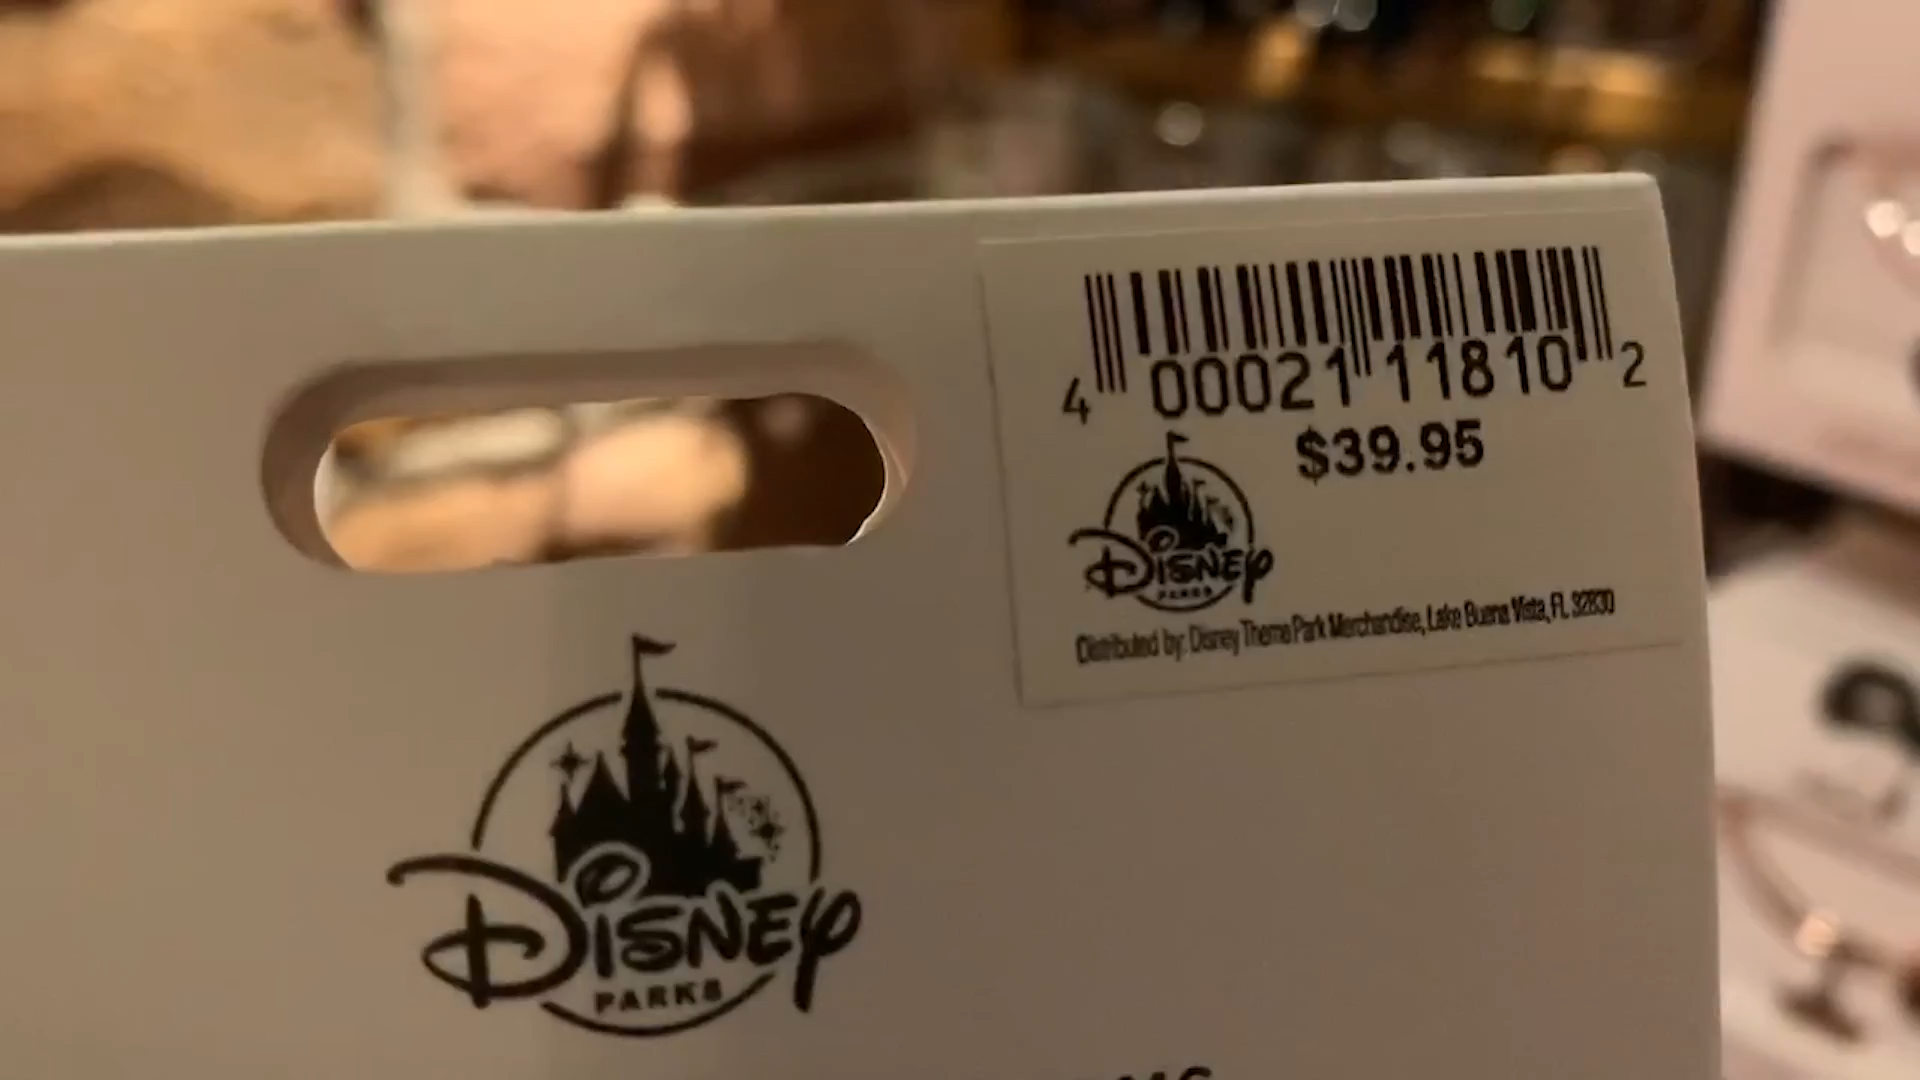 4 00021 11810 2
$39.95
Disney
PARKS
Distributed by: Disney Theme Park Merchandise, Lake Buena Vista, FL 32830
Disney
PARKS